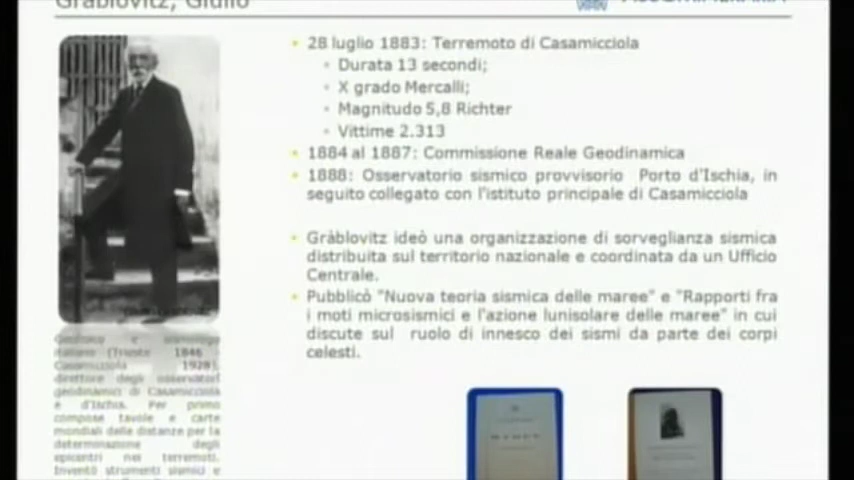 Grablovitz, Giulio
28 luglio 1883: Terremoto di Casamicciola
Durata 13 secondi;
X grado Mercalli;
Magnitudo 5,8 Richter
Vittime 2.313
1884 al 1887: Commissione Reale Geodinamica
1888: Osservatorio sismico provvisorio Porto d'Ischia, in
seguito collegato con l'istituto principale di Casamicciola
Gràblovitz ideò una organizzazione di sorveglianza sismica
distribuita sul territorio nazionale e coordinata da un Ufficio
Centrale.
Pubblicò "Nuova teoria sismica delle maree" e "Rapporti fra
i moti microsismici e l'azione lunisolare delle maree" in cui
discute sul ruolo di innesco dei sismi da parte dei corpi
celesti.
e
italiano (Trieste 1846 -
Casamicciola 1928),
direttore degli osservatori
geodinamici di Casamicciola
e d'Ischia. Per primo
compose tavole e carte
mondiali delle distanze per la
determinazione degli
epicentri nei terremoti.
Inventò strumenti sismici e